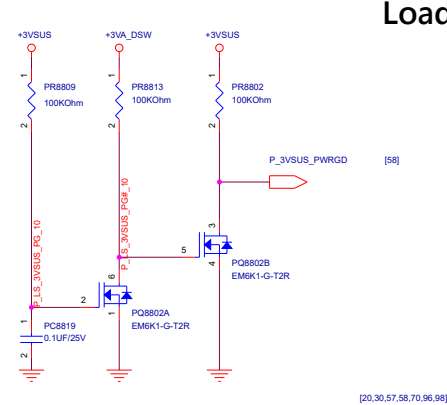 Load
+3VSUS
+3VA_DSW
+3VSUS
1
1
1
PR8809
100KOhm
PR8813
100KOhm
PR8802
100KOhm
2
2
2
P_3VSUS_PWRGD
[58]
P_LS_3VSUS_PG_10
P_LS_3VSUS_PG#_10
3
5
4
PQ8802B
EM6K1-G-T2R
6
2
1
PQ8802A
EM6K1-G-T2R
1
PC8819
0.1UF/25V
2
[20,30,57,58,70,96,98]